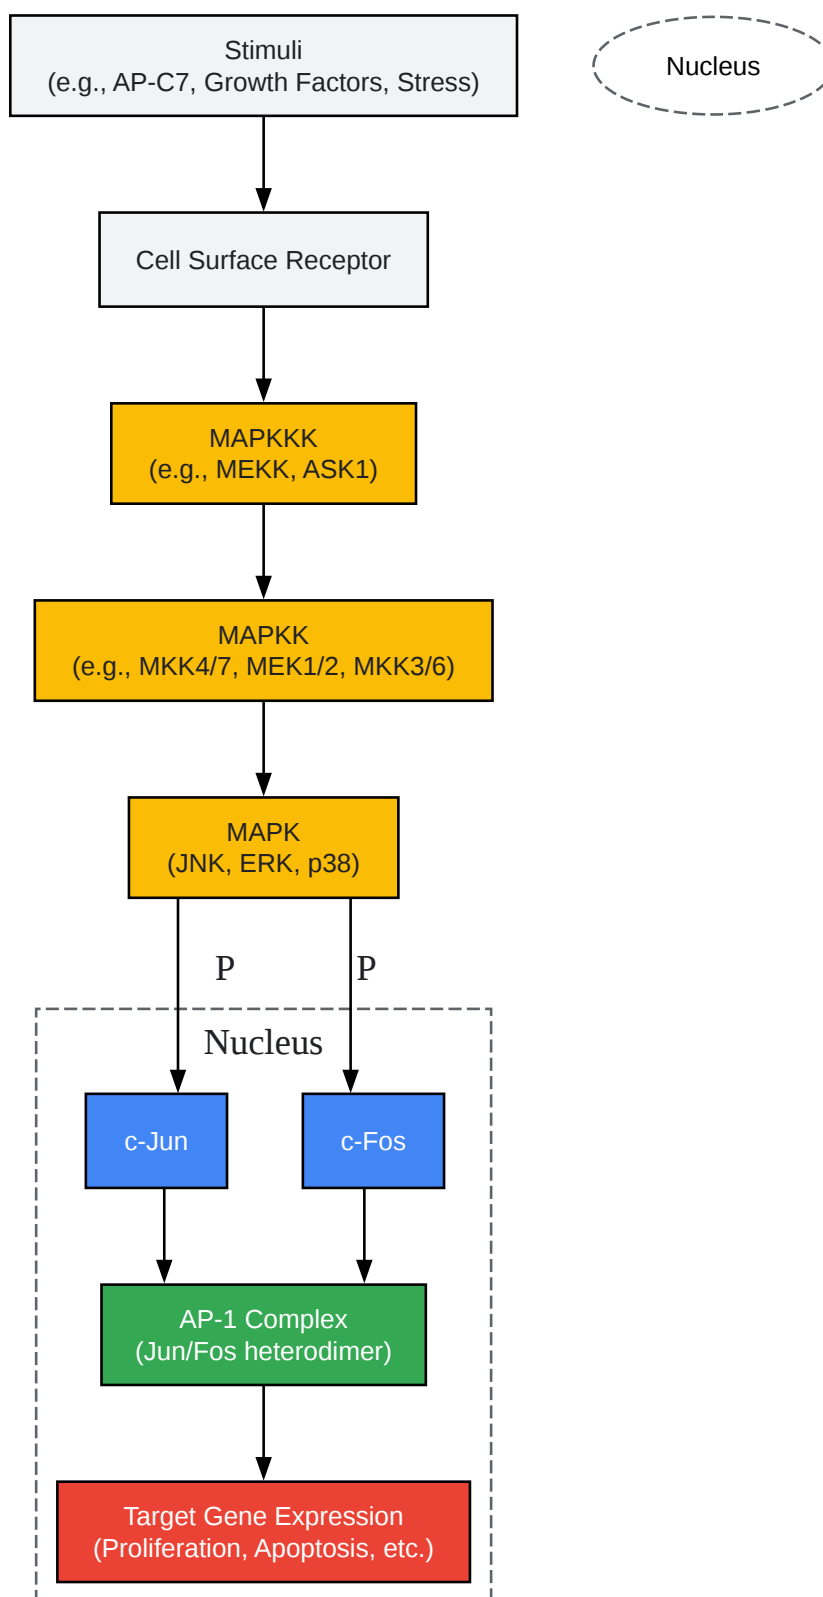 Stimuli
(e.g., AP-C7, Growth Factors, Stress)
Nucleus
Cell Surface Receptor
MAPKKK
(e.g., MEKK, ASK1)
MAPKK
(e.g., MKK4/7, MEK1/2, MKK3/6)
MAPK
(JNK, ERK, p38)
P
P
Nucleus
c-Jun
c-Fos
AP-1 Complex
(Jun/Fos heterodimer)
Target Gene Expression
(Proliferation, Apoptosis, etc.)